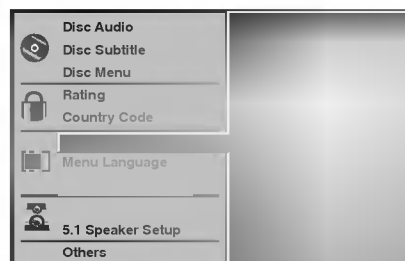 Disc Audio
Disc Subtitle
Disc Menu
Rating
Country Code
Menu Language
5.1 Speaker Setup
Others